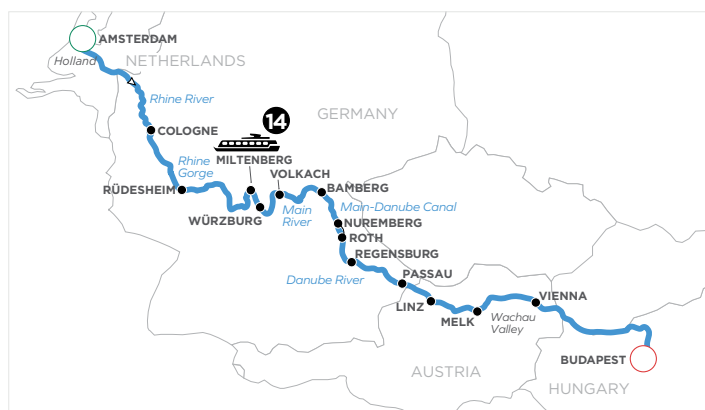 AMSTERDAM
Holland
NETHERLANDS
Rhine River
GERMANY
14
COLOGNE
Rhine
Gorge
MILTENBERG
VOLKACH
RÜDESHEIM
BAMBERG
WÜRZBURG
Main
River
Main-Danube Canal
NUREMBERG
ROTH
REGENSBURG
Danube River
PASSAU
LINZ
VIENNA
MELK
Wachau
Valley
BUDAPEST
AUSTRIA
HUNGARY